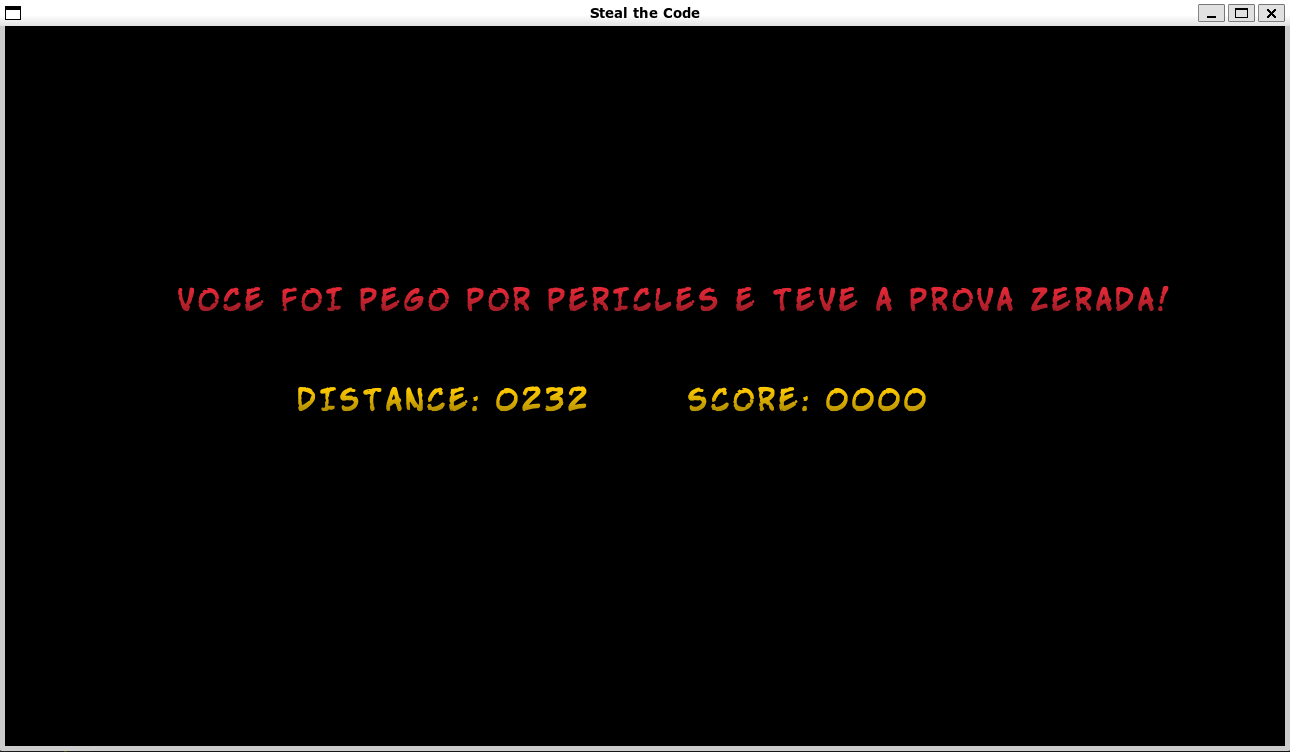 Steal the Code
VOCE FOI PEGO POR PERICLES E TEVE A PROVA ZERADA!
DISTANCE: 0232 SCORE: 0000